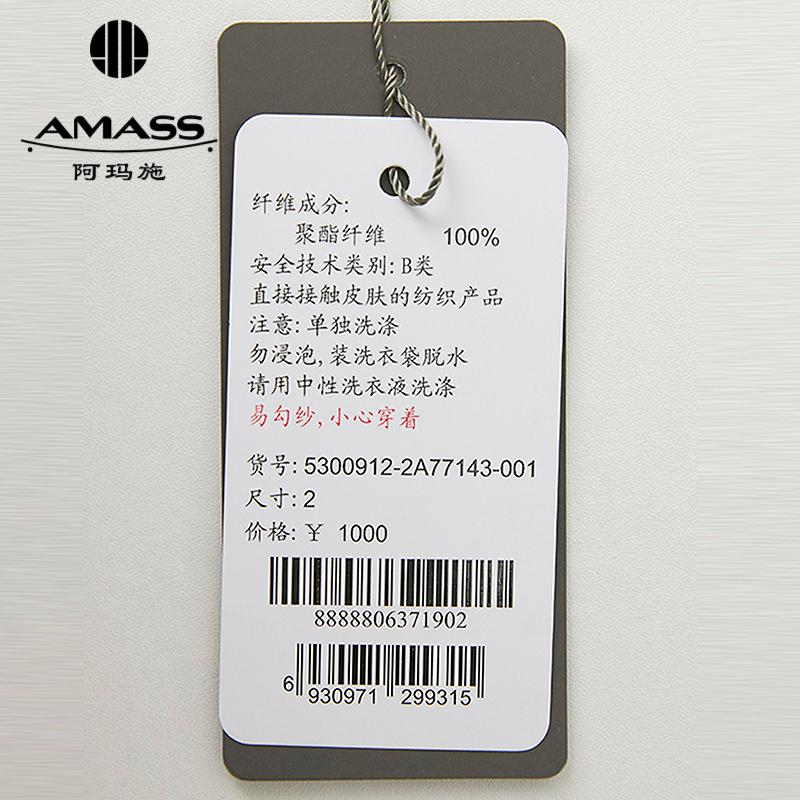 AMASS
阿玛施
纤维成分:
聚酯纤维 100%
安全技术类别: B类
直接接触皮肤的纺织产品
注意: 单独洗涤
勿浸泡, 装洗衣袋脱水
请用中性洗衣液洗涤
易勾纱, 小心穿着
货号: 5300912-2A77143-001
尺寸: 2
价格: ¥ 1000
8888806371902
6 930971 299315